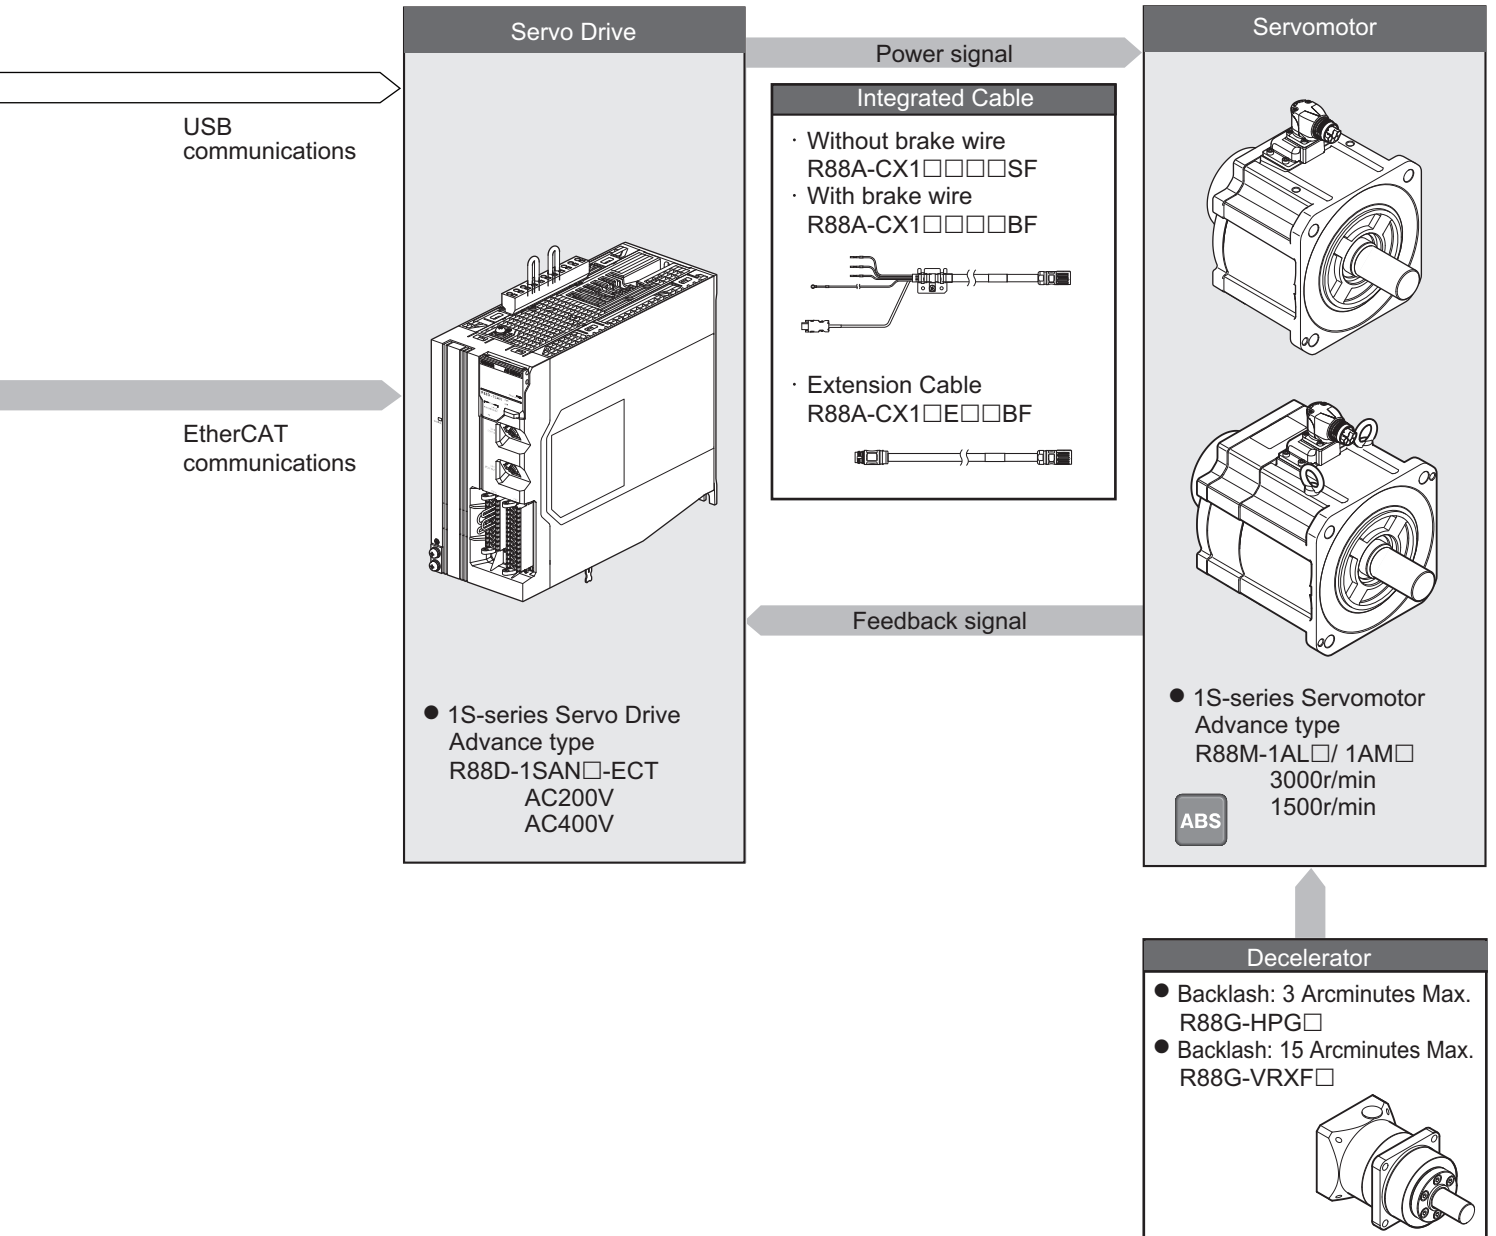 USB
communications
EtherCAT
communications
Servo Drive
● 1S-series Servo Drive
Advance type
R88D-1SAN□-ECT
AC200V
AC400V
Power signal
Integrated Cable
· Without brake wire
R88A-CX1□□□□SF
· With brake wire
R88A-CX1□□□□BF
· Extension Cable
R88A-CX1□E□□BF
Feedback signal
Servomotor
● 1S-series Servomotor
Advance type
R88M-1AL□/ 1AM□
3000r/min
1500r/min
ABS
Decelerator
● Backlash: 3 Arcminutes Max.
R88G-HPG□
● Backlash: 15 Arcminutes Max.
R88G-VRXF□